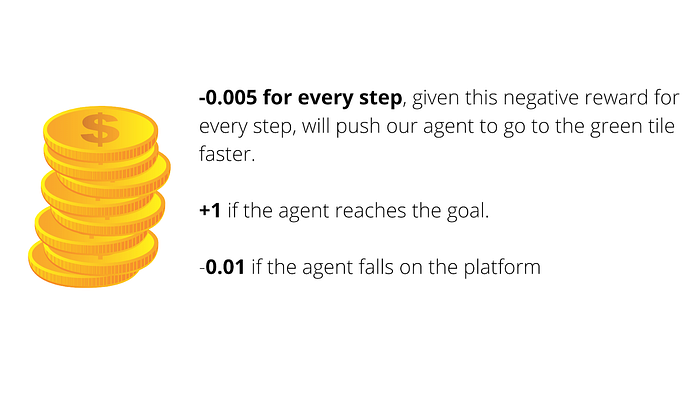 $
-0.005 for every step, given this negative reward for
every step, will push our agent to go to the green tile
faster.
+1 if the agent reaches the goal.
-0.01 if the agent falls on the platform